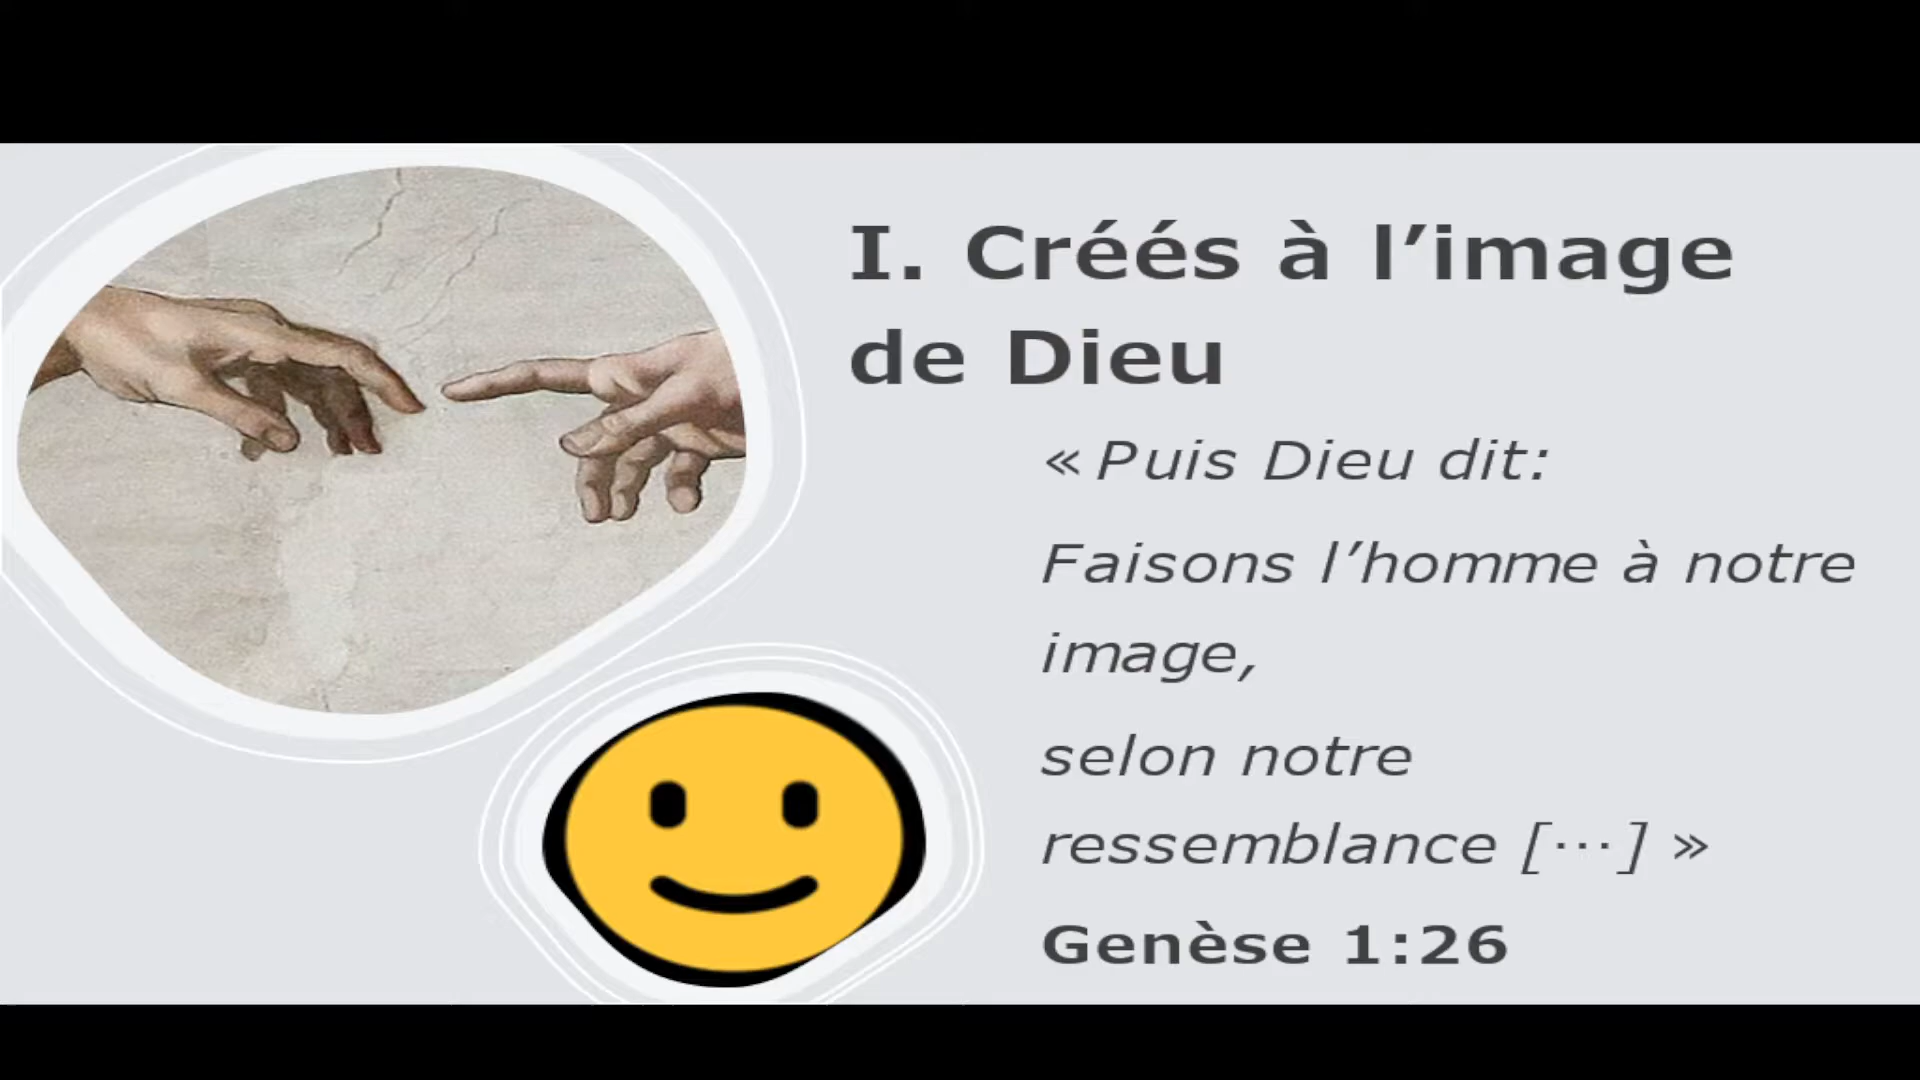 I. Créés à l’image
de Dieu
« Puis Dieu dit:
Faisons l’homme à notre
image,
selon notre
ressemblance [···] »
Genèse 1:26